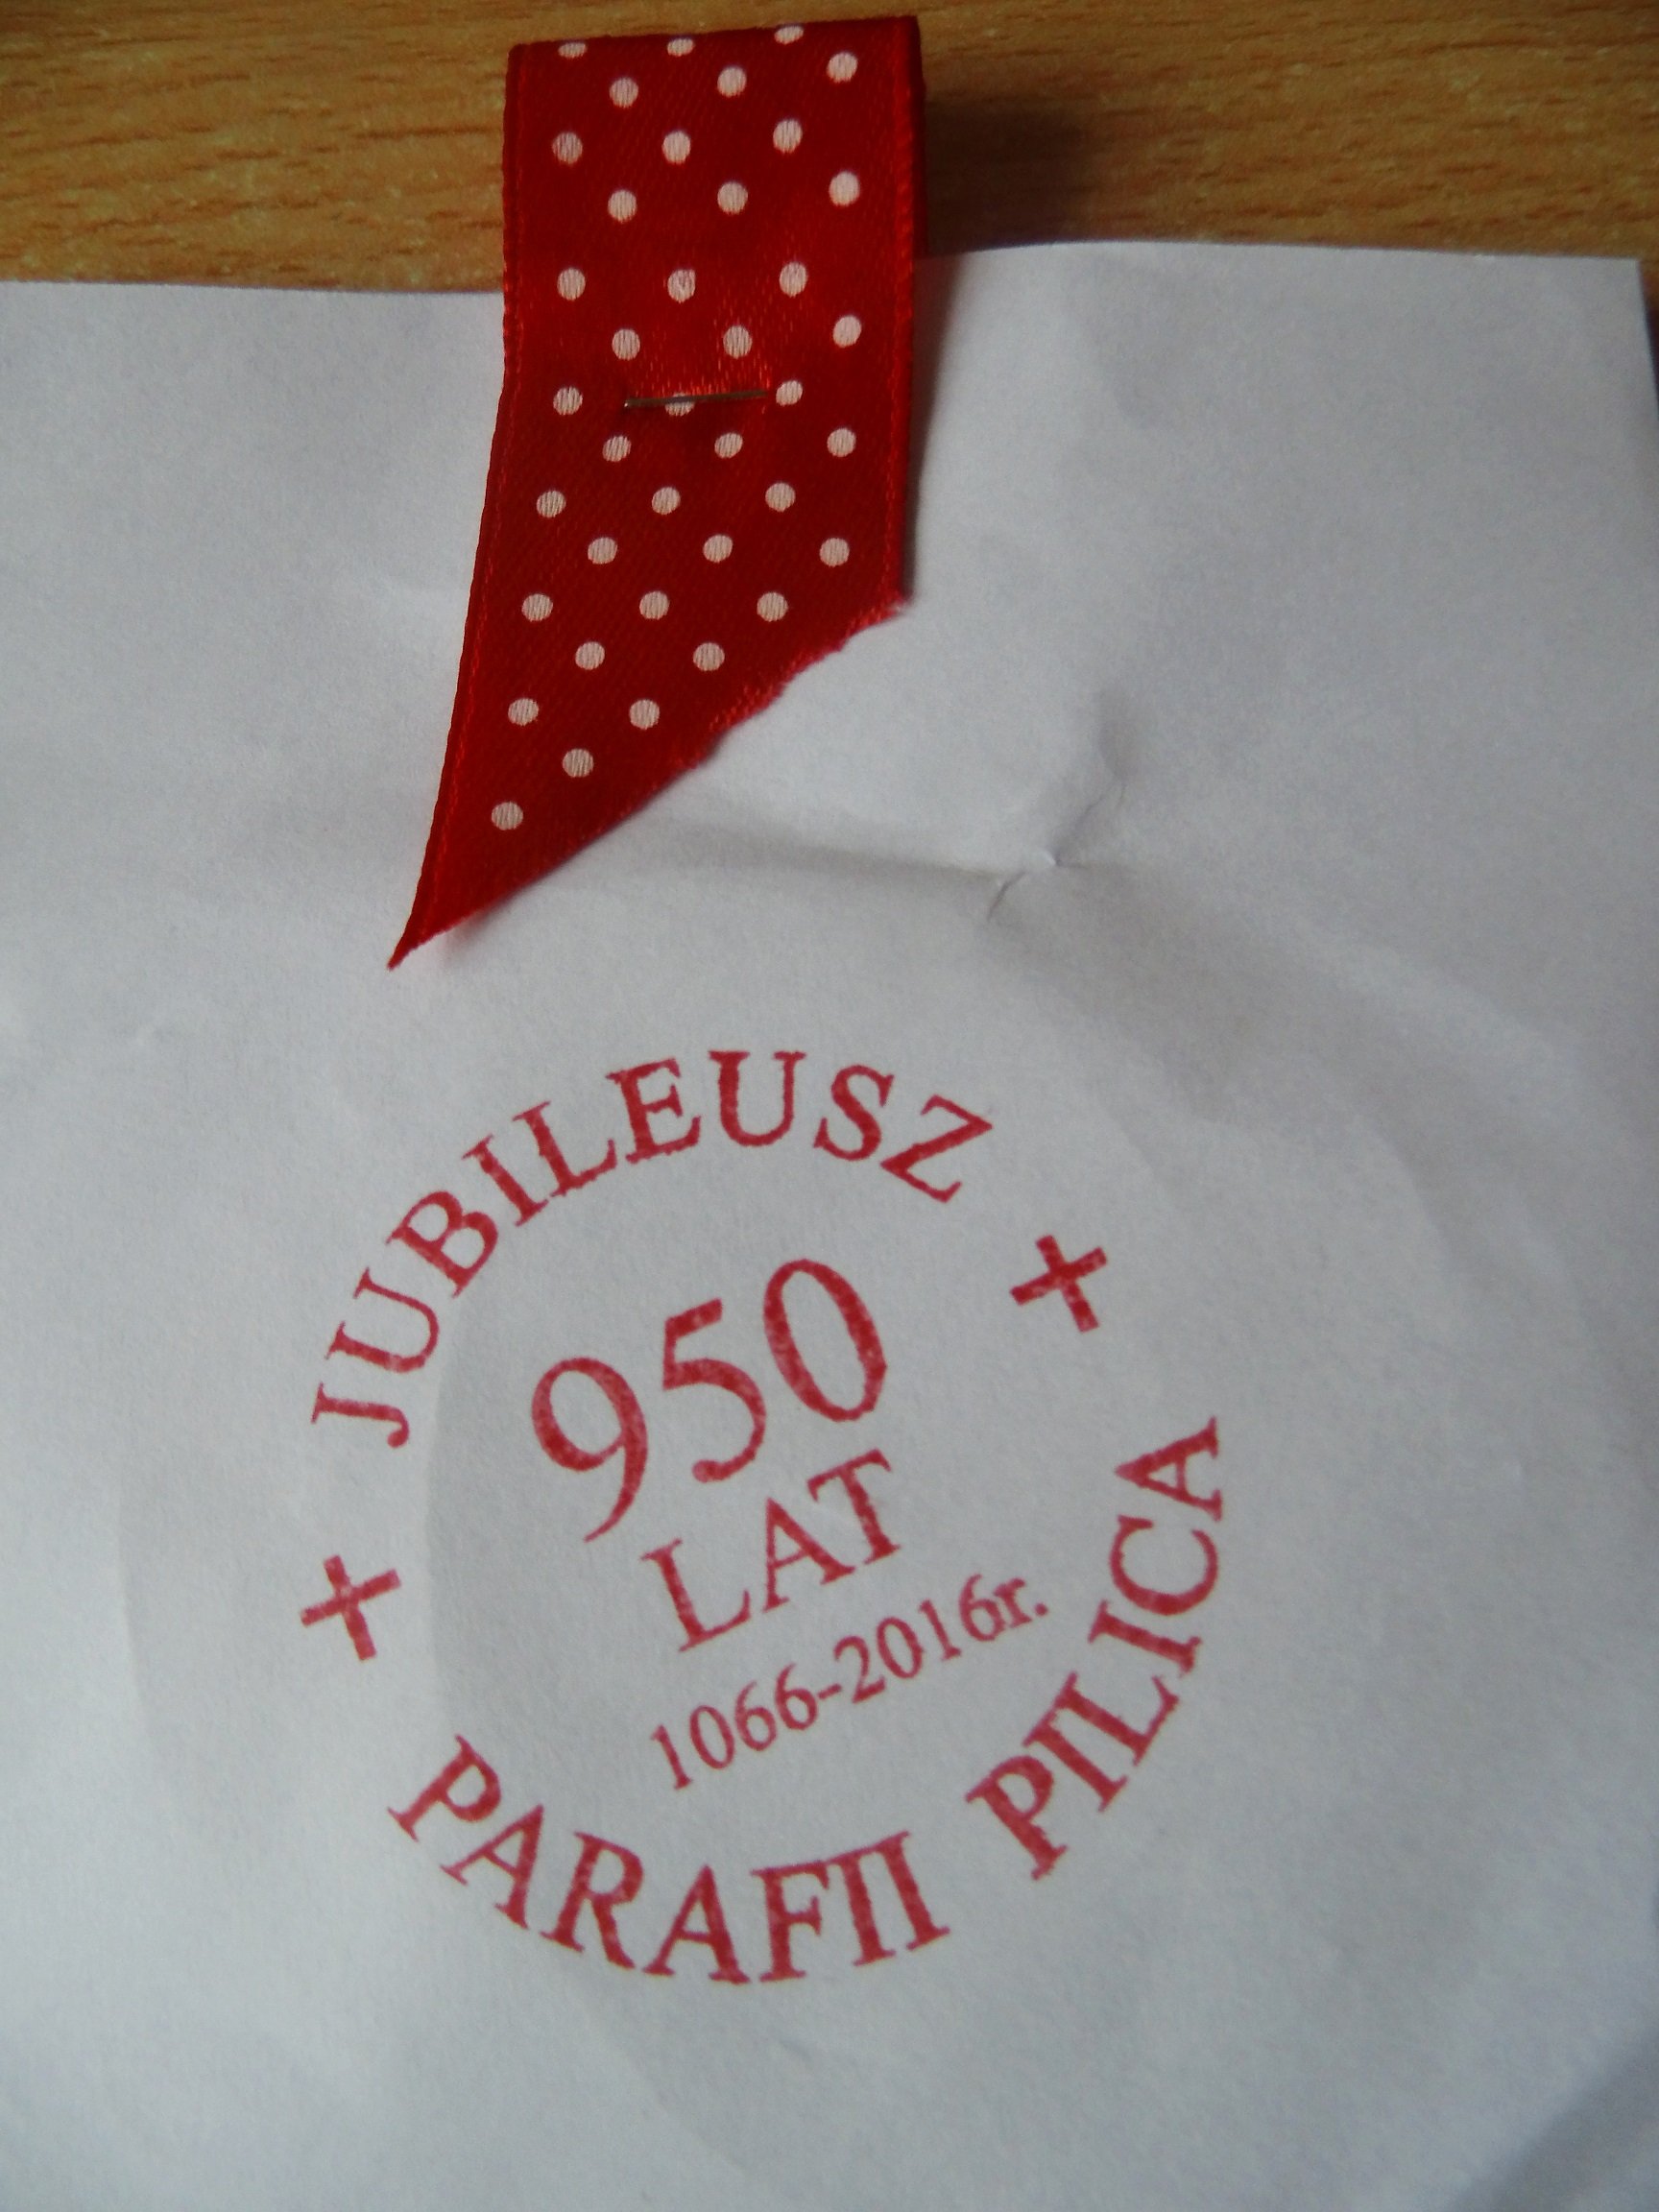 JUBILEUSZ
950
LAT
1066-2016r.
PARAFII PILICA